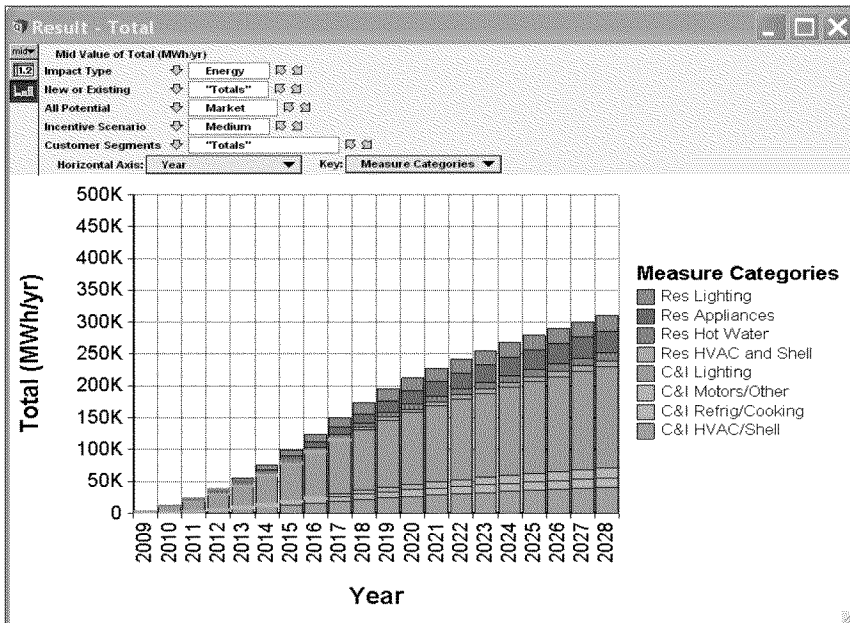 Result - Total
mid
Mid Value of Total (MWh/yr)
1.2
Impact Type Energy
New or Existing "Totals"
All Potential Market
Incentive Scenario Medium
Customer Segments "Totals"
Horizontal Axis: Year Key: Measure Categories
500K
450K
400K
350K
300K
250K
200K
150K
100K
50K
0
Total (MWh/yr)
2009 2010 2011 2012 2013 2014 2015 2016 2017 2018 2019 2020 2021 2022 2023 2024 2025 2026 2027 2028
Year
Measure Categories
Res Lighting
Res Appliances
Res Hot Water
Res HVAC and Shell
C&I Lighting
C&I Motors/Other
C&I Refrig/Cooking
C&I HVAC/Shell